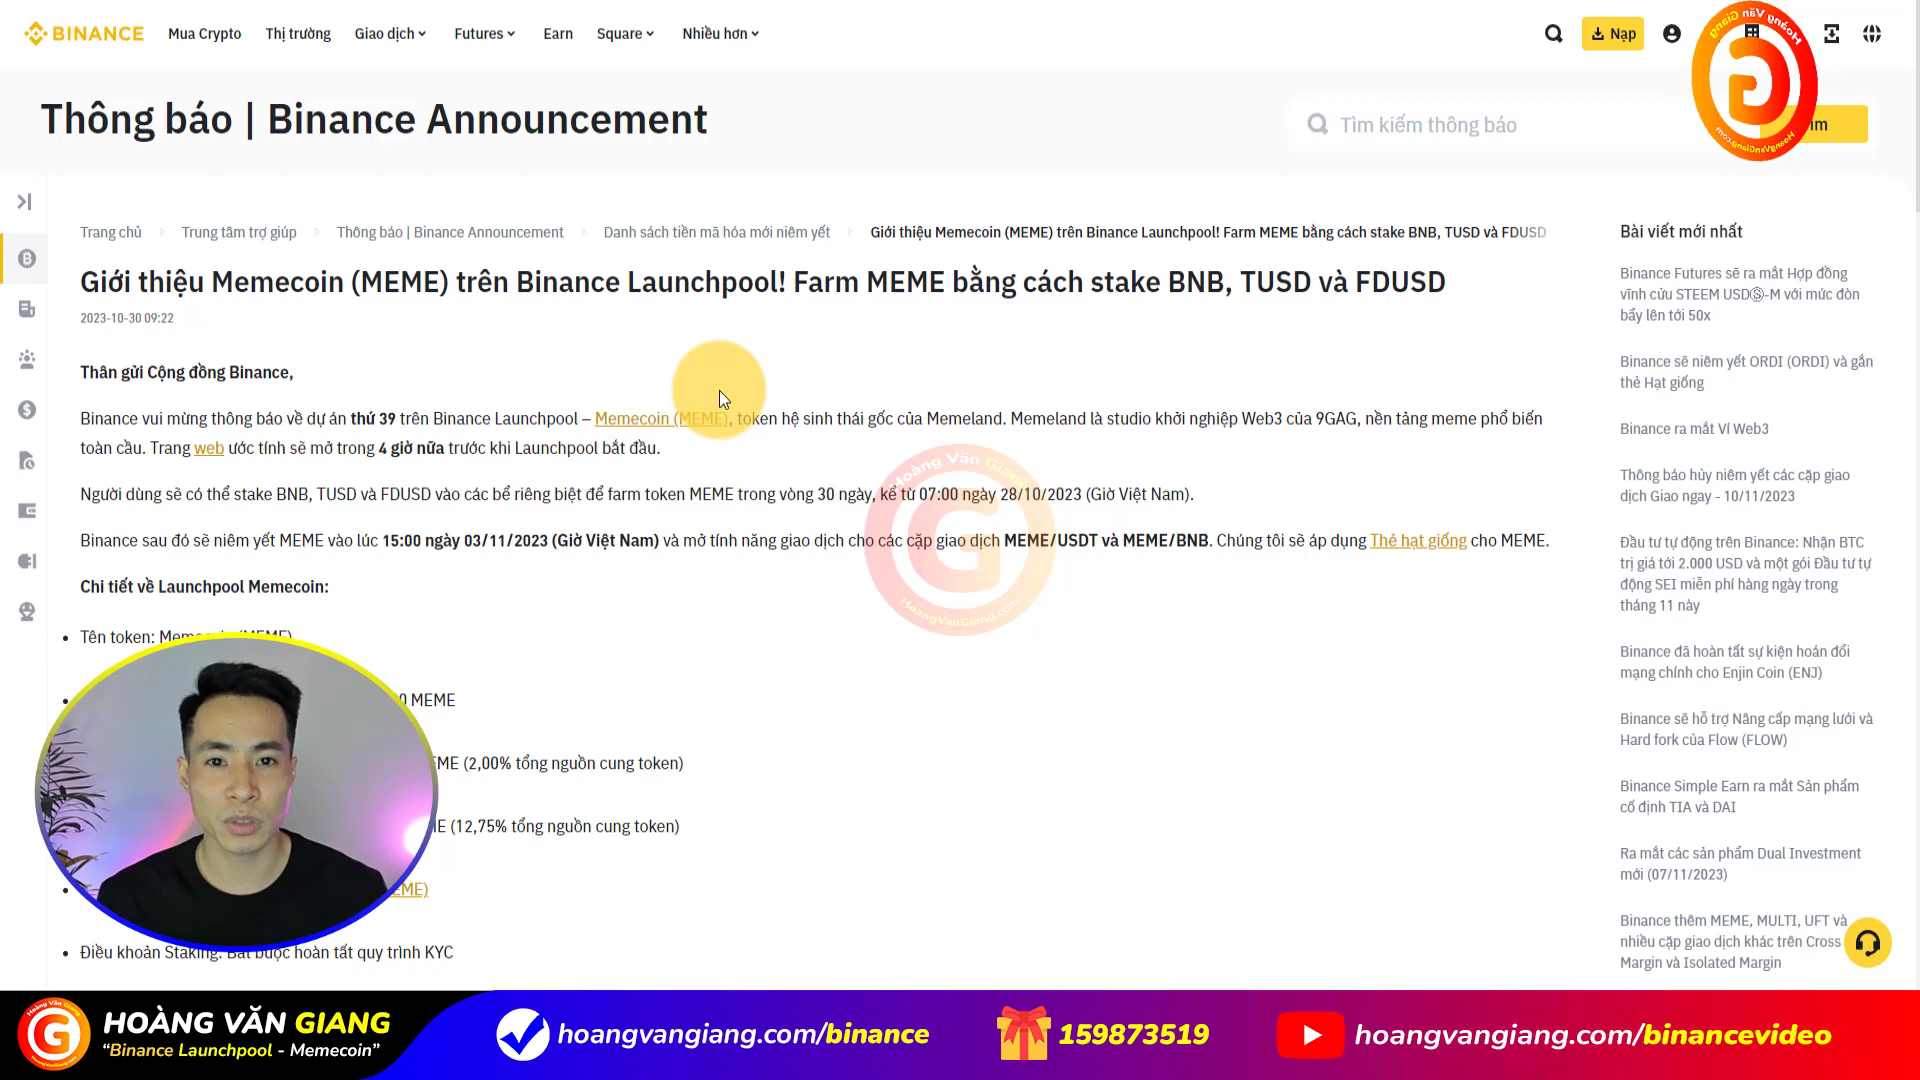 BINANCE
Mua Crypto
Thị trường
Giao dịch
Futures
Earn
Square
Nhiều hơn
Nạp
Thông báo | Binance Announcement
Tìm kiếm thông báo
Hoàng Văn Giang
HoangVanGiang.com
Trang chủ
Trung tâm trợ giúp
Thông báo | Binance Announcement
Danh sách tiền mã hóa mới niêm yết
Giới thiệu Memecoin (MEME) trên Binance Launchpool! Farm MEME bằng cách stake BNB, TUSD và FDUSD
Giới thiệu Memecoin (MEME) trên Binance Launchpool! Farm MEME bằng cách stake BNB, TUSD và FDUSD
2023-10-30 09:22
Thân gửi Cộng đồng Binance,
Binance vui mừng thông báo về dự án thứ 39 trên Binance Launchpool – Memecoin (MEME), token hệ sinh thái gốc của Memeland. Memeland là studio khởi nghiệp Web3 của 9GAG, nền tảng meme phổ biến
toàn cầu. Trang web ước tính sẽ mở trong 4 giờ nữa trước khi Launchpool bắt đầu.
Người dùng sẽ có thể stake BNB, TUSD và FDUSD vào các bể riêng biệt để farm token MEME trong vòng 30 ngày, kể từ 07:00 ngày 28/10/2023 (Giờ Việt Nam).
Binance sau đó sẽ niêm yết MEME vào lúc 15:00 ngày 03/11/2023 (Giờ Việt Nam) và mở tính năng giao dịch cho các cặp giao dịch MEME/USDT và MEME/BNB. Chúng tôi sẽ áp dụng Thẻ hạt giống cho MEME.
Hoàng Văn Giang
HoangVanGiang.com
Chi tiết về Launchpool Memecoin:
Tên token: Memecoin (MEME)
0 MEME
EME (2,00% tổng nguồn cung token)
(12,75% tổng nguồn cung token)
EME)
Điều khoản Staking: Bắt buộc hoàn tất quy trình KYC
Bài viết mới nhất
Binance Futures sẽ ra mắt Hợp đồng
vĩnh cửu STEEM USDⓈ-M với mức đòn
bẩy lên tới 50x
Binance sẽ niêm yết ORDI (ORDI) và gắn
thẻ Hạt giống
Binance ra mắt Ví Web3
Thông báo hủy niêm yết các cặp giao
dịch Giao ngay - 10/11/2023
Đầu tư tự động trên Binance: Nhận BTC
trị giá tới 2.000 USD và một gói Đầu tư tự
động SEI miễn phí hàng ngày trong
tháng 11 này
Binance đã hoàn tất sự kiện hoán đổi
mạng chính cho Enjin Coin (ENJ)
Binance sẽ hỗ trợ Nâng cấp mạng lưới và
Hard fork của Flow (FLOW)
Binance Simple Earn ra mắt Sản phẩm
cố định TIA và DAI
Ra mắt các sản phẩm Dual Investment
mới (07/11/2023)
Binance thêm MEME, MULTI, UFT và
nhiều cặp giao dịch khác trên Cross
Margin và Isolated Margin
HOÀNG VĂN GIANG
“Binance Launchpool - Memecoin”
hoangvangiang.com/binance
159873519
hoangvangiang.com/binancevideo